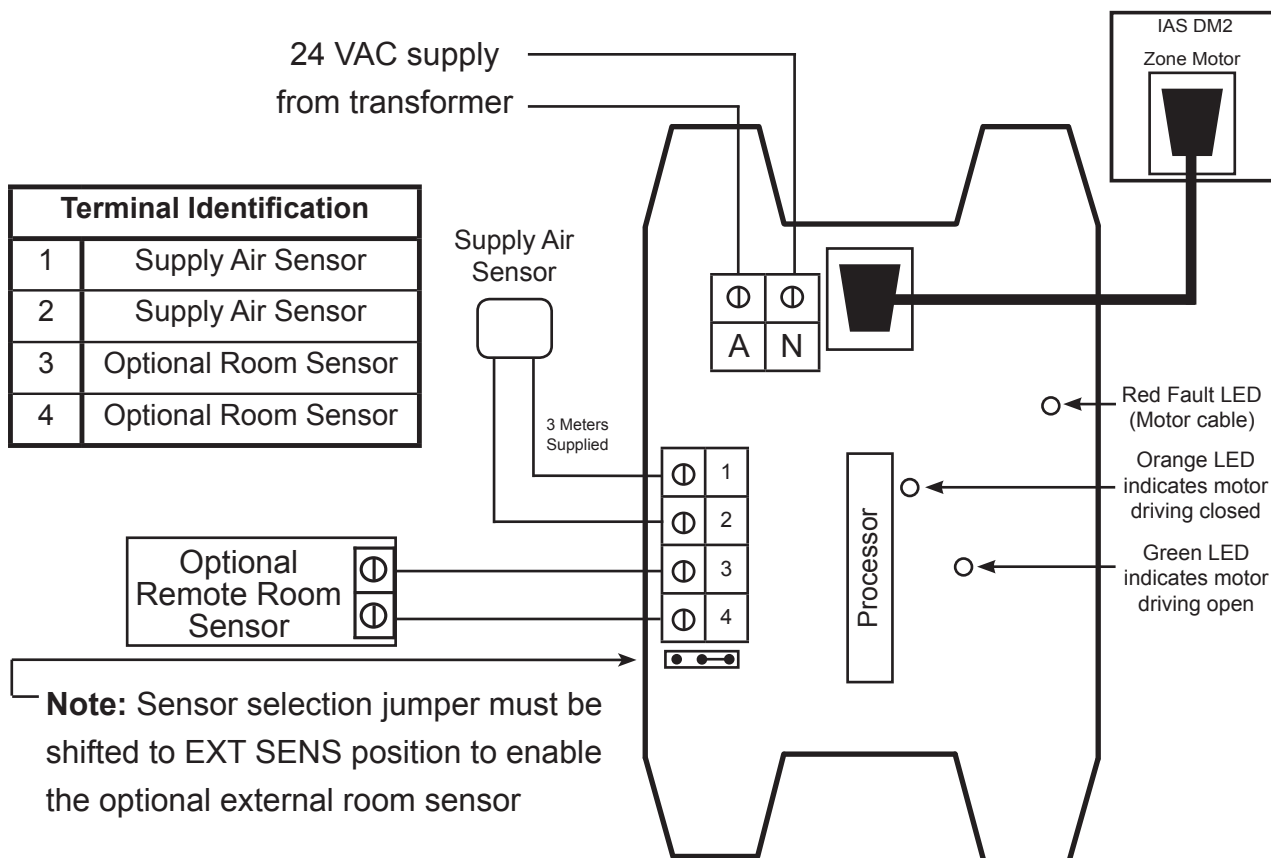 24 VAC supply
from transformer
IAS DM2
Zone Motor
Terminal Identification
1 Supply Air Sensor
2 Supply Air Sensor
3 Optional Room Sensor
4 Optional Room Sensor
Supply Air
Sensor
3 Meters
Supplied
A N
1
2
3
4
Optional
Remote Room
Sensor
Processor
Red Fault LED
(Motor cable)
Orange LED
indicates motor
driving closed
Green LED
indicates motor
driving open
Note: Sensor selection jumper must be
shifted to EXT SENS position to enable
the optional external room sensor